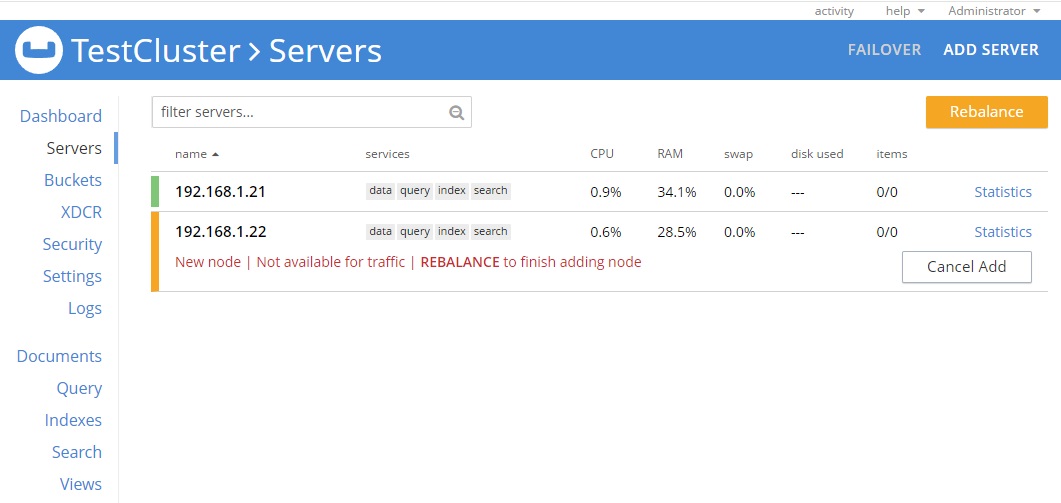 activity help Administrator
TestCluster > Servers FAILOVER ADD SERVER
Dashboard
Servers
Buckets
XDCR
Security
Settings
Logs
Documents
Query
Indexes
Search
Views
filter servers... Rebalance
name services CPU RAM swap disk used items
192.168.1.21 data query index search 0.9% 34.1% 0.0% --- 0/0 Statistics
192.168.1.22 data query index search 0.6% 28.5% 0.0% --- 0/0 Statistics
New node | Not available for traffic | REBALANCE to finish adding node Cancel Add